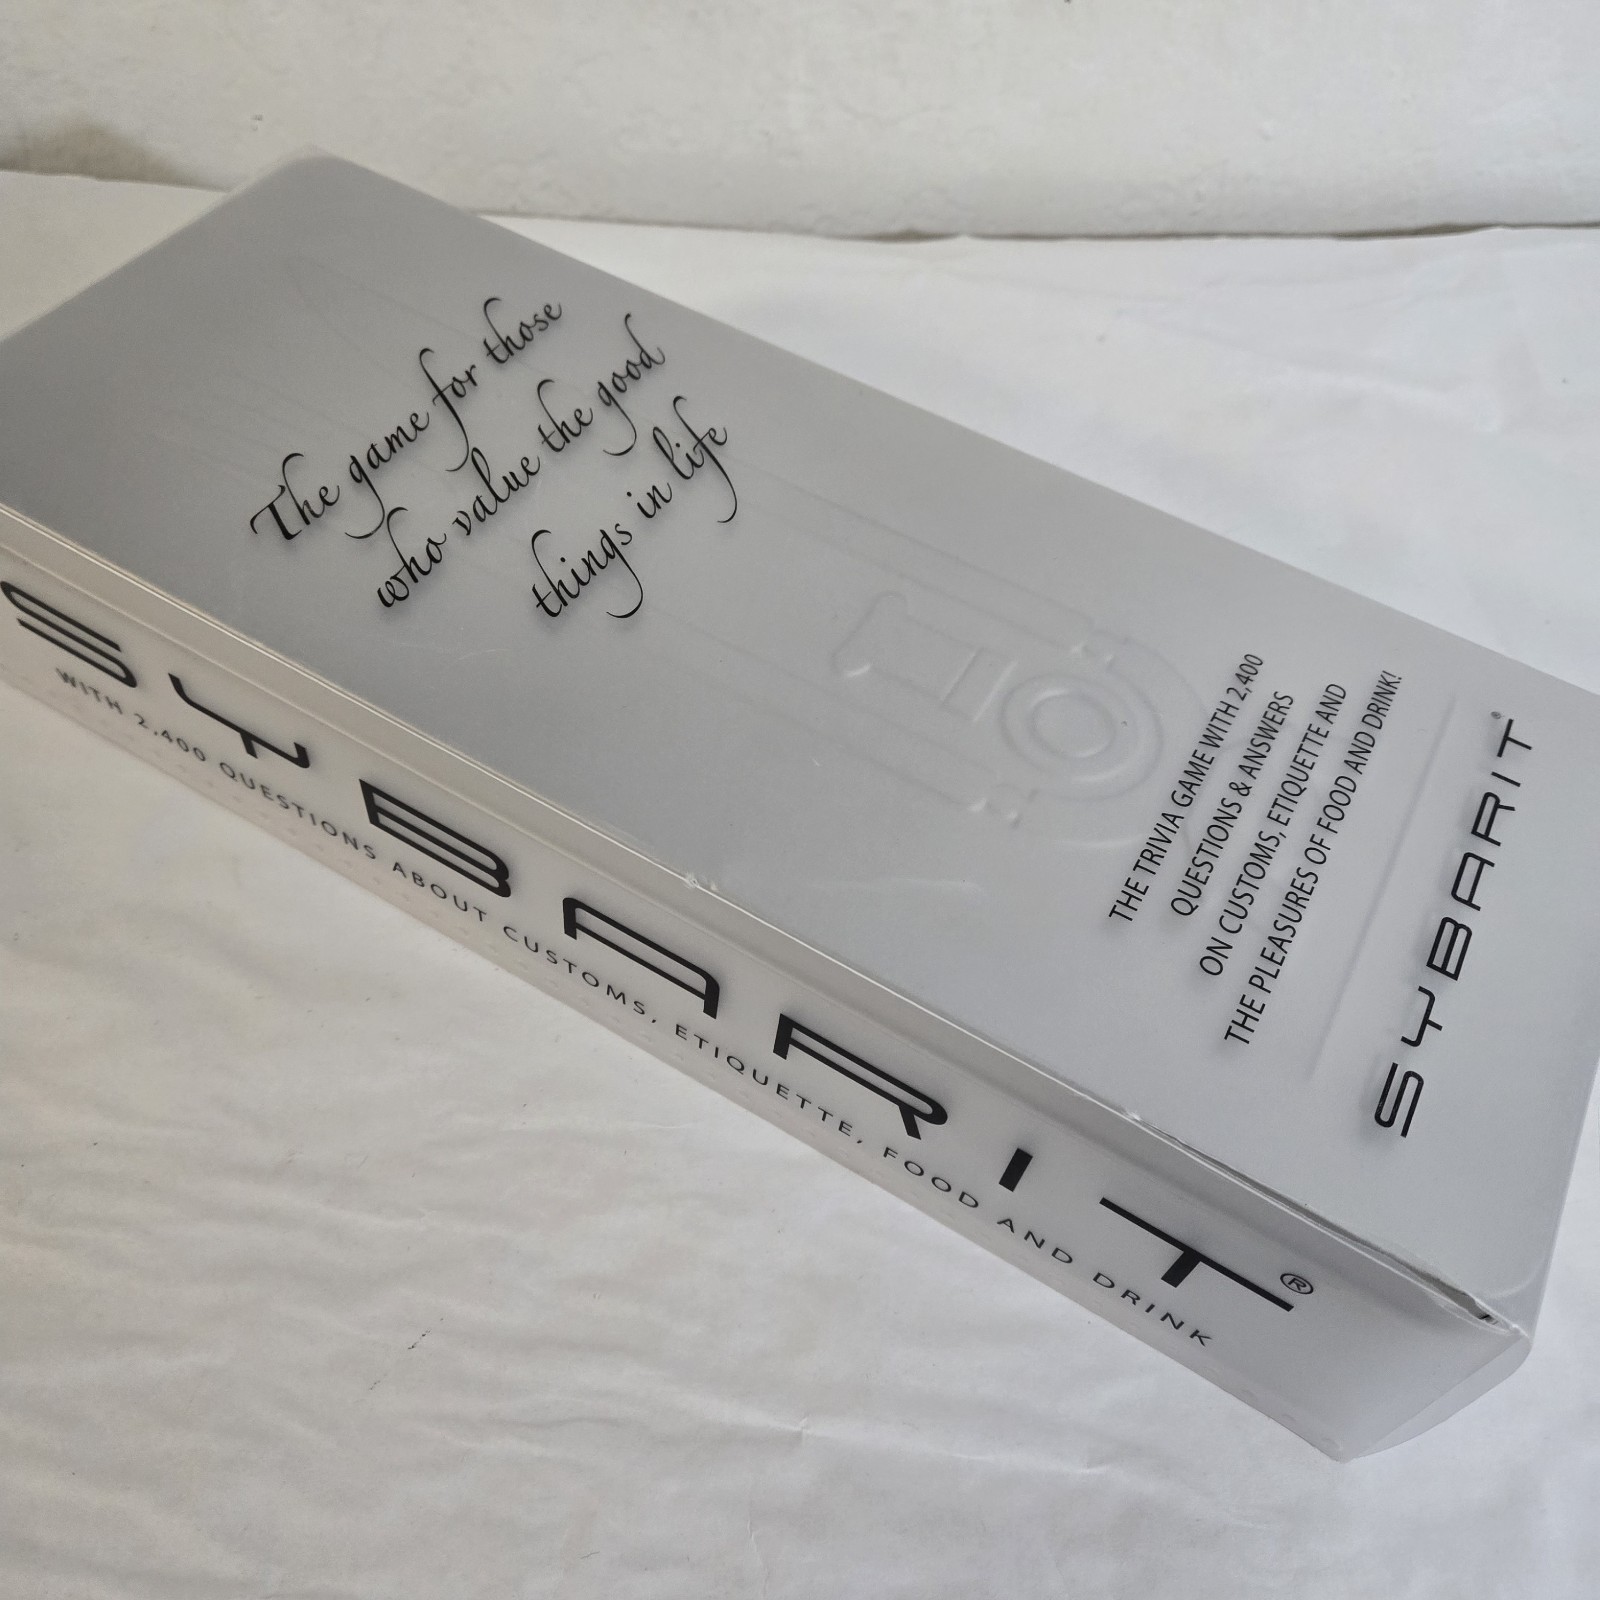 The game for those
who value the good
things in life
THE TRIVIA GAME WITH 2,400
QUESTIONS & ANSWERS
ON CUSTOMS, ETIQUETTE AND
THE PLEASURES OF FOOD AND DRINK!
SYBARIT®
SYBARIT®
WITH 2,400 QUESTIONS ABOUT CUSTOMS, ETIQUETTE, FOOD AND DRINK